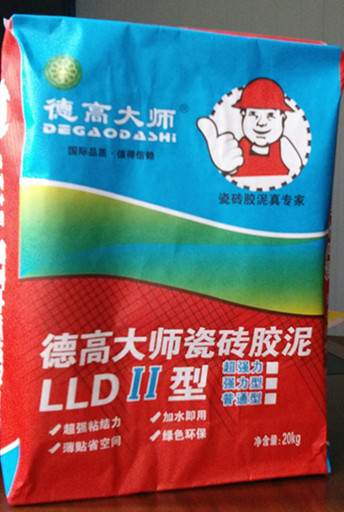 德高大师®
DEGAODASHi
国际品质·值得信赖
瓷砖胶泥真专家
德高大师瓷砖胶泥
LLD II型
超强力
强力型
普通型
超强粘结力
加水即用
薄贴省空间
绿色环保
净含量:20kg